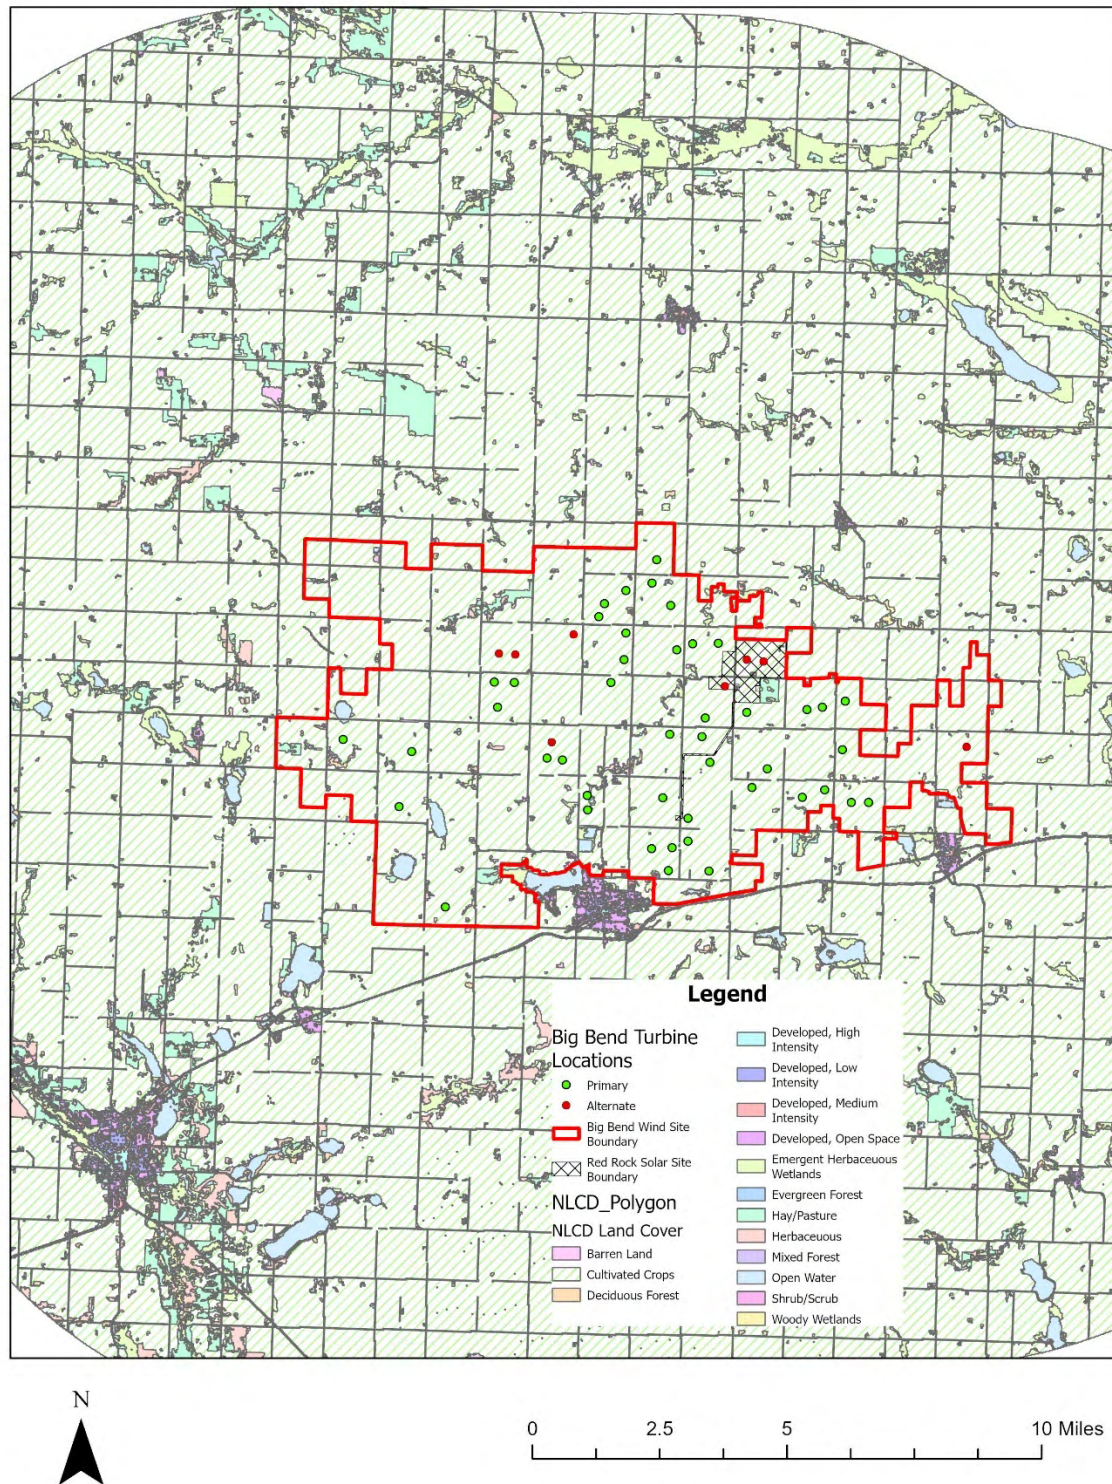 Legend
Big Bend Turbine
Locations
Primary
Alternate
Big Bend Wind Site
Boundary
Red Rock Solar Site
Boundary
NLCD_Polygon
NLCD Land Cover
Barren Land
Cultivated Crops
Deciduous Forest
Developed, High
Intensity
Developed, Low
Intensity
Developed, Medium
Intensity
Developed, Open Space
Emergent Herbaceuous
Wetlands
Evergreen Forest
Hay/Pasture
Herbaceuous
Mixed Forest
Open Water
Shrub/Scrub
Woody Wetlands
N
0 2.5 5 10 Miles